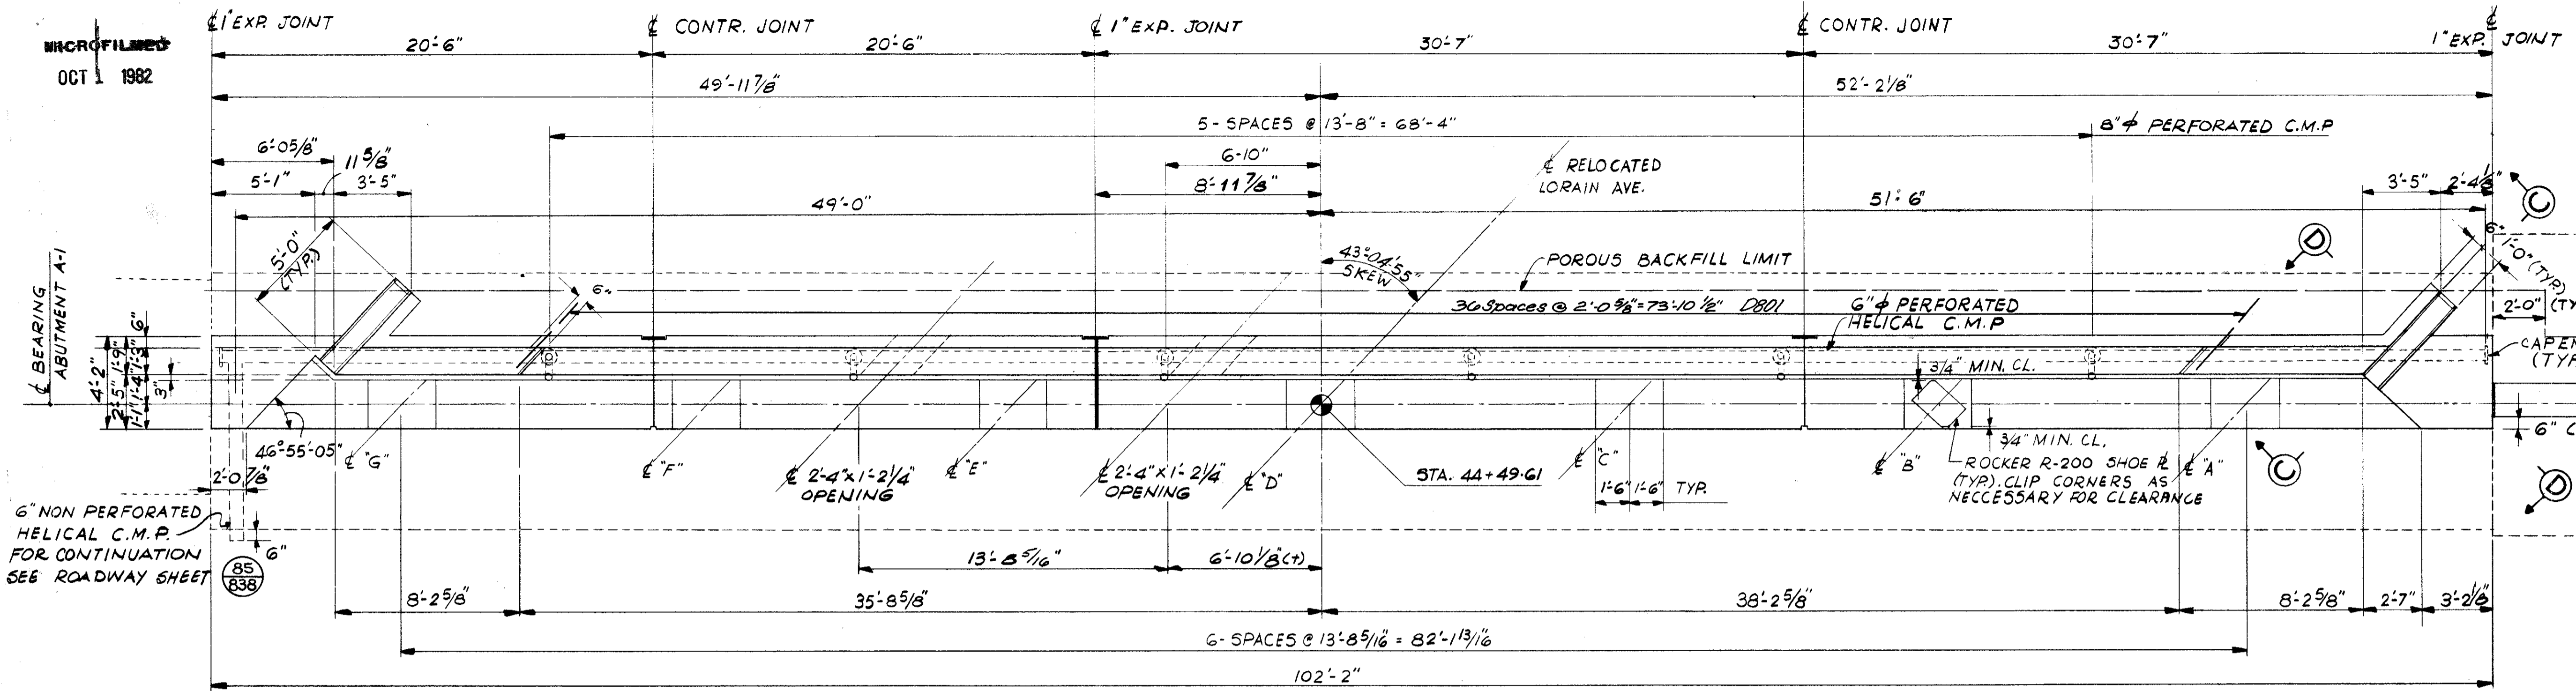 MICROFILMED
OCT 1 1982
℄ 1" EXP. JOINT
℄ CONTR. JOINT
℄ 1" EXP. JOINT
℄ CONTR. JOINT
℄
1" EXP. JOINT
20'-6"
20'-6"
30'-7"
30'-7"
49'-11 7/8"
52'-2 1/8"
5- SPACES @ 13'-8" = 68'-4"
8" ϕ PERFORATED C.M.P
6'-0 5/8"
11 5/8"
5'-1"
3'-5"
6'-10"
8'-11 7/8"
℄ RELOCATED
LORAIN AVE.
3'-5"
2'-4 1/8"
C
49'-0"
51'-6"
5'-0"
(TYP.)
43°-04'-55"
SKEW
POROUS BACKFILL LIMIT
D
6"
1'-0" (TYP)
℄ BEARING
ABUTMENT A-1
6"
36 Spaces @ 2'-0 5/8" = 73'-10 1/2" D801
6" ϕ PERFORATED
HELICAL C.M.P
2'-0"
4'-2"
2'-5"
1'-9"
6"
1'-3"
1'-4"
1'-1"
3"
3/4" MIN. CL.
46°-55'-05"
2'-0 7/8"
℄ "G"
℄ "F"
℄ 2'-4" x 1'-2 1/4"
OPENING
℄ "E"
℄ 2'-4" x 1'-2 1/4"
OPENING
℄ "D"
STA. 44+49.61
℄ "C"
1'-6" 1'-6" TYP.
℄ "B"
3/4" MIN. CL.
ROCKER R-200 SHOE ℞
(TYP). CLIP CORNERS AS
NECCESSARY FOR CLEARANCE
℄ "A"
C
6"
D
6" NON PERFORATED
HELICAL C.M.P.
FOR CONTINUATION
SEE ROADWAY SHEET
85
838
6"
13'-8 5/16"
6'-10 1/8"(+)
8'-2 5/8"
35'-8 5/8"
38'-2 5/8"
8'-2 5/8"
2'-7"
3'-2 1/8"
6- SPACES @ 13'-8 5/16" = 82'-1 13/16"
102'-2"